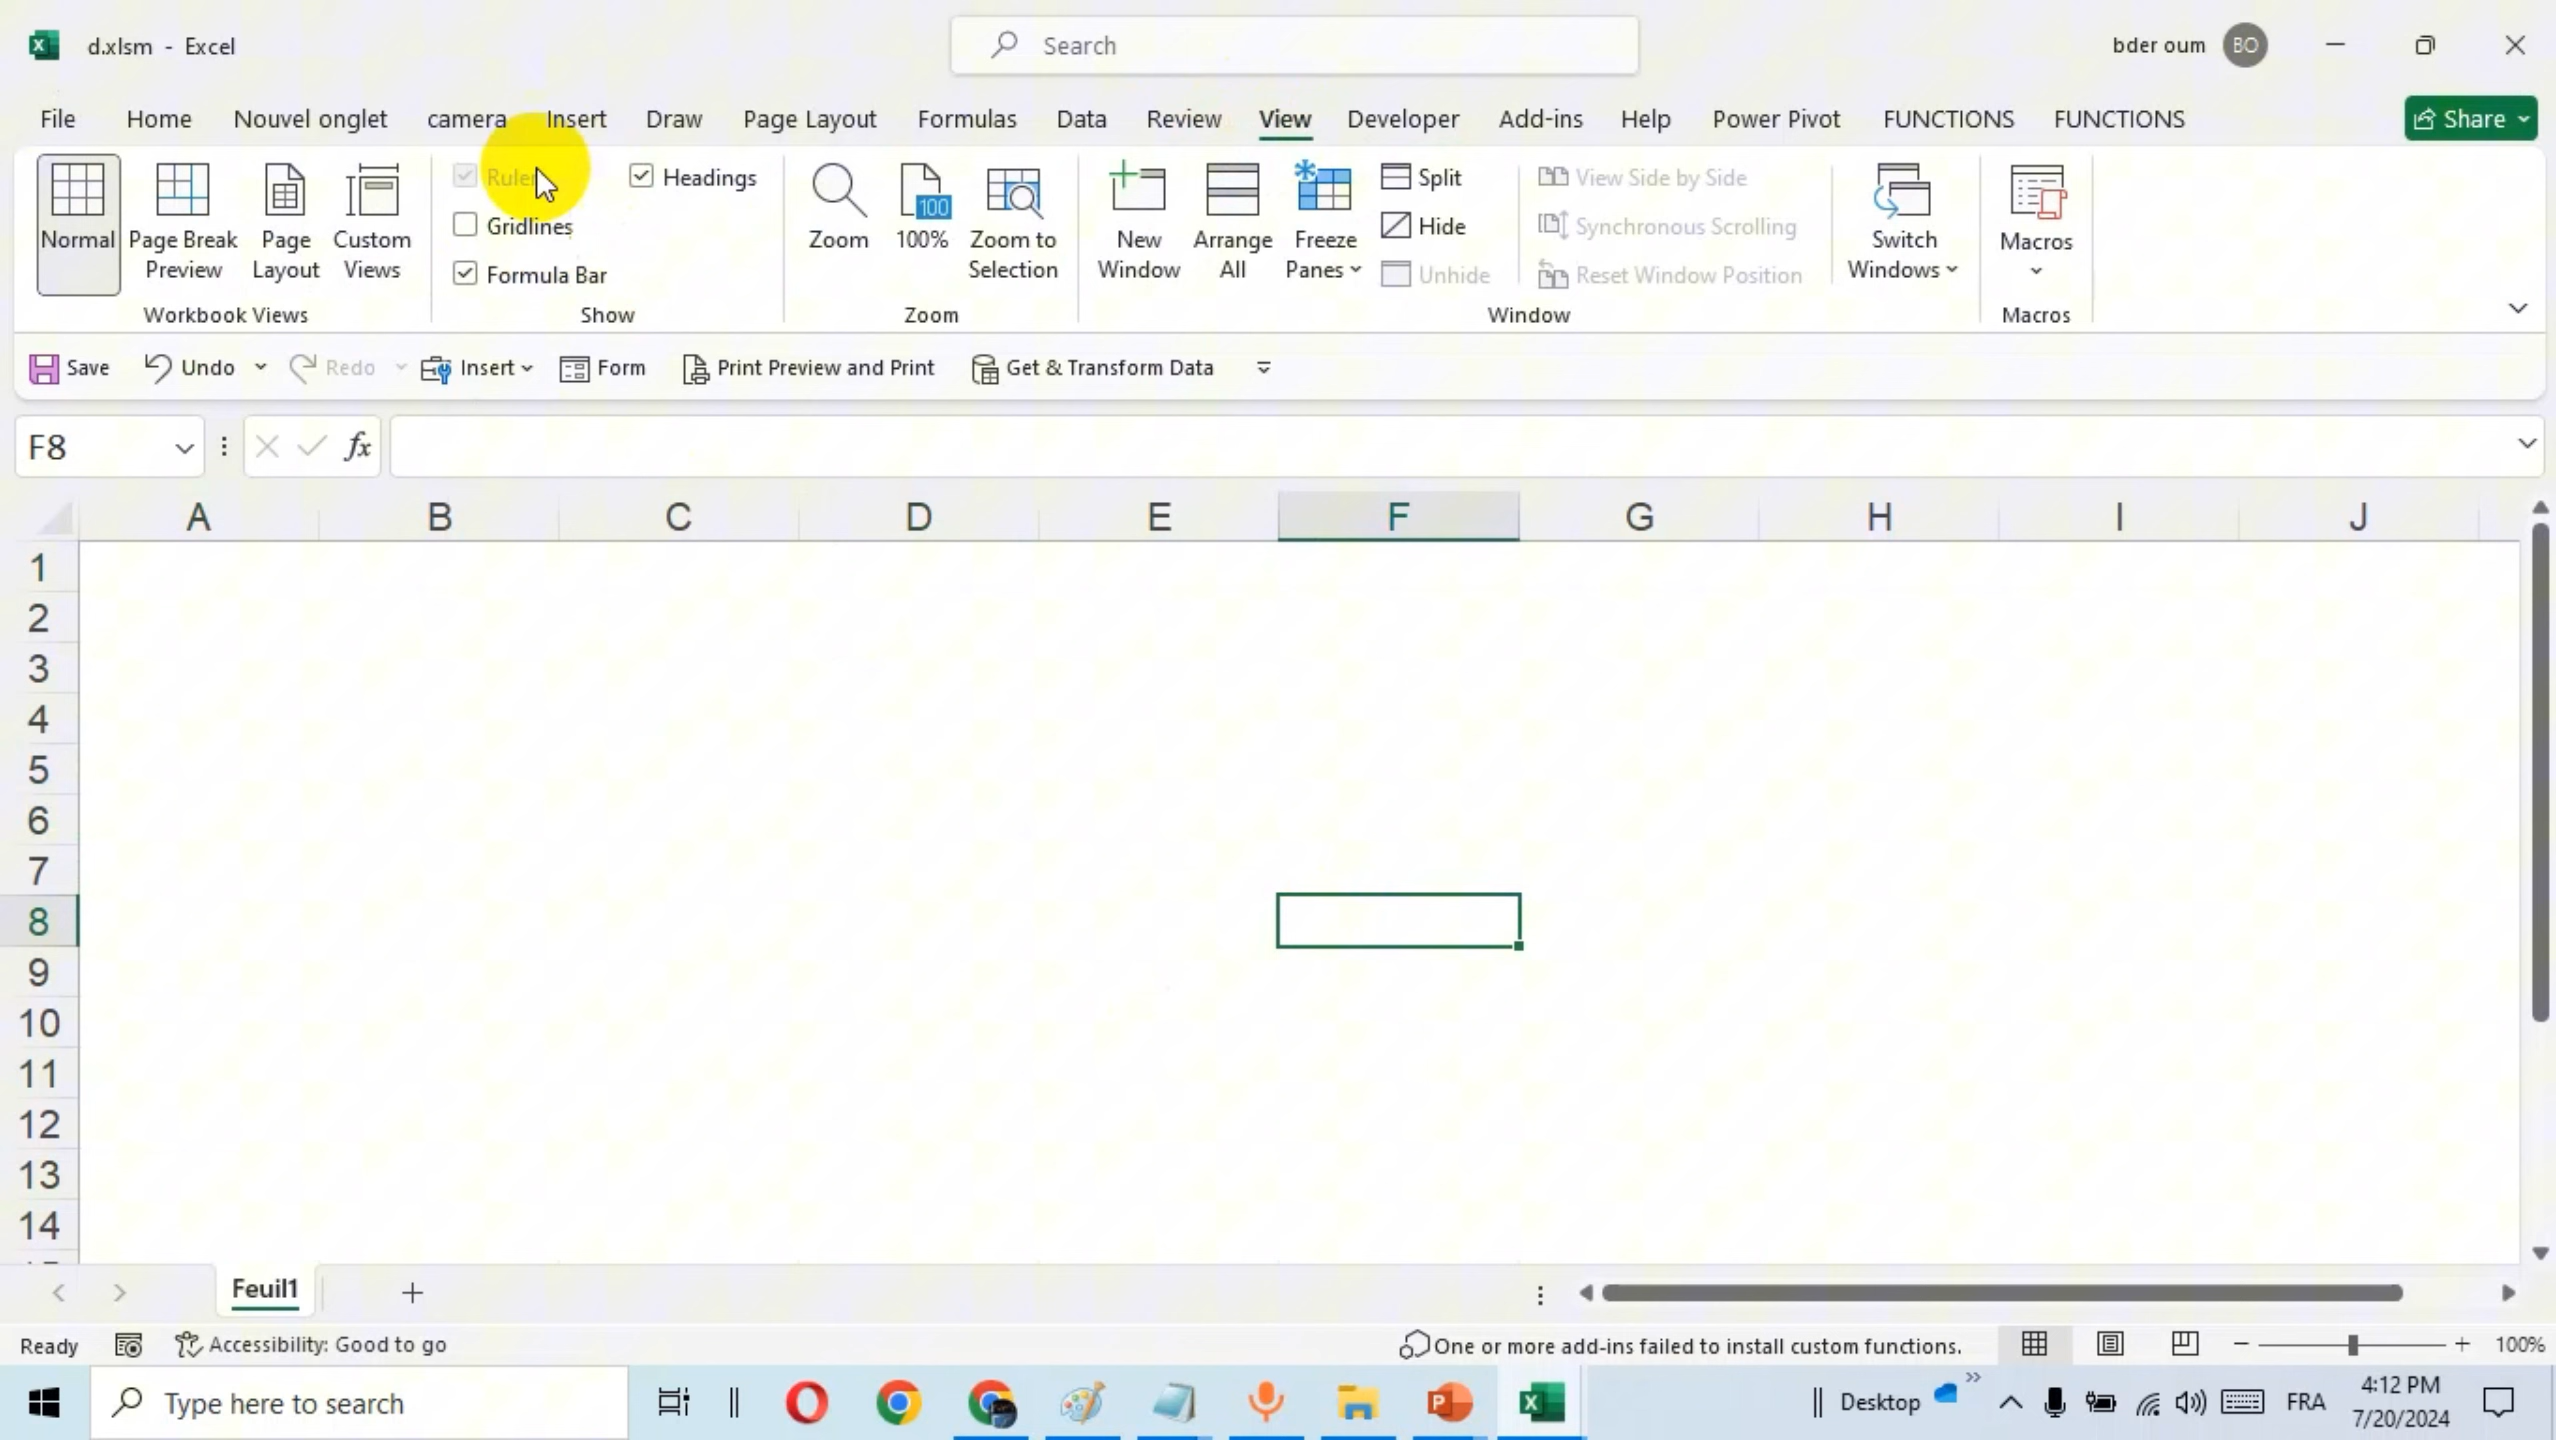 d.xlsm - Excel
Search
bder oum BO
File Home Nouvel onglet camera Insert Draw Page Layout Formulas Data Review View Developer Add-ins Help Power Pivot FUNCTIONS FUNCTIONS Share
Normal
Page Break Preview
Page Layout
Custom Views
Workbook Views
Ruler
Headings
Gridlines
Formula Bar
Show
Zoom
100
100%
Zoom to Selection
Zoom
New Window
Arrange All
Freeze Panes
Split
Hide
Unhide
View Side by Side
Synchronous Scrolling
Reset Window Position
Window
Switch Windows
Macros
Macros
Save Undo Redo Insert Form Print Preview and Print Get & Transform Data
F8 fx
A B C D E F G H I J
1
2
3
4
5
6
7
8
9
10
11
12
13
14
Feuil1
Ready Accessibility: Good to go One or more add-ins failed to install custom functions. 100%
Type here to search Desktop FRA 4:12 PM
7/20/2024